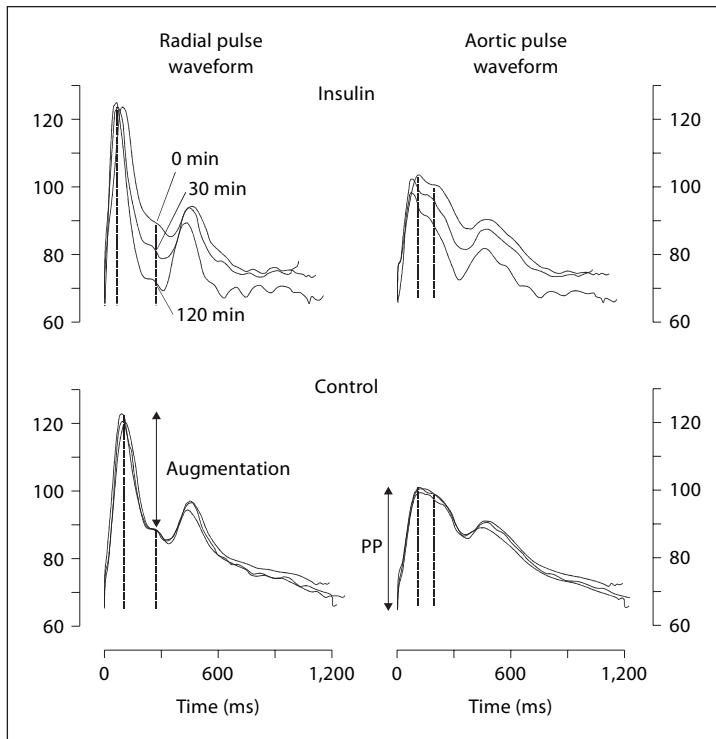 Radial pulse
waveform
Aortic pulse
waveform
Insulin
120
100
80
60
0 min
30 min
120 min
120
100
80
60
Control
120
100
80
60
Augmentation
PP
120
100
80
60
0
600
1,200
Time (ms)
0
600
1,200
Time (ms)